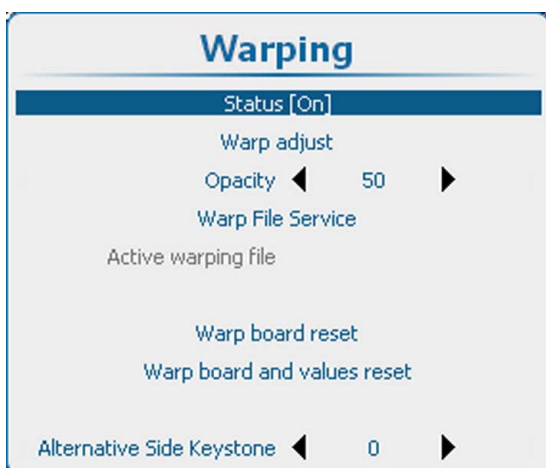 Warping
Status [On]
Warp adjust
Opacity 50
Warp File Service
Active warping file
Warp board reset
Warp board and values reset
Alternative Side Keystone 0